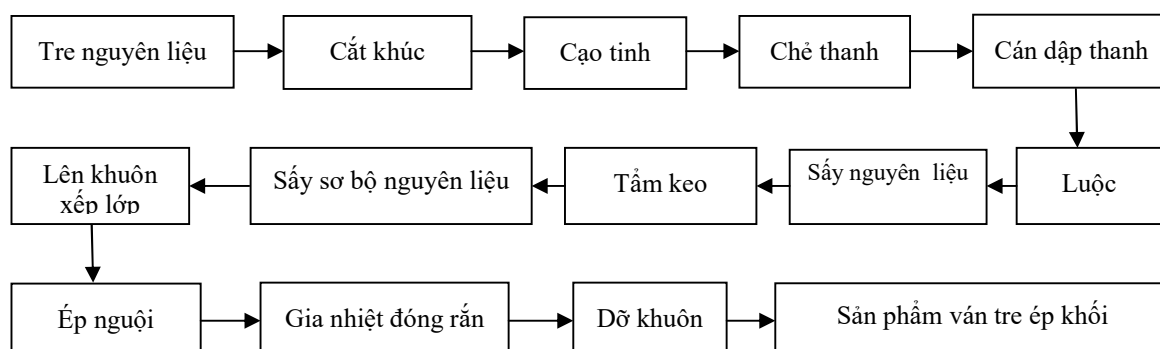 Tre nguyên liệu
Cắt khúc
Cạo tinh
Chẻ thanh
Cán dập thanh
Luộc
Sấy nguyên liệu
Tẩm keo
Sấy sơ bộ nguyên liệu
Lên khuôn
xếp lớp
Ép nguội
Gia nhiệt đóng rắn
Dỡ khuôn
Sản phẩm ván tre ép khối